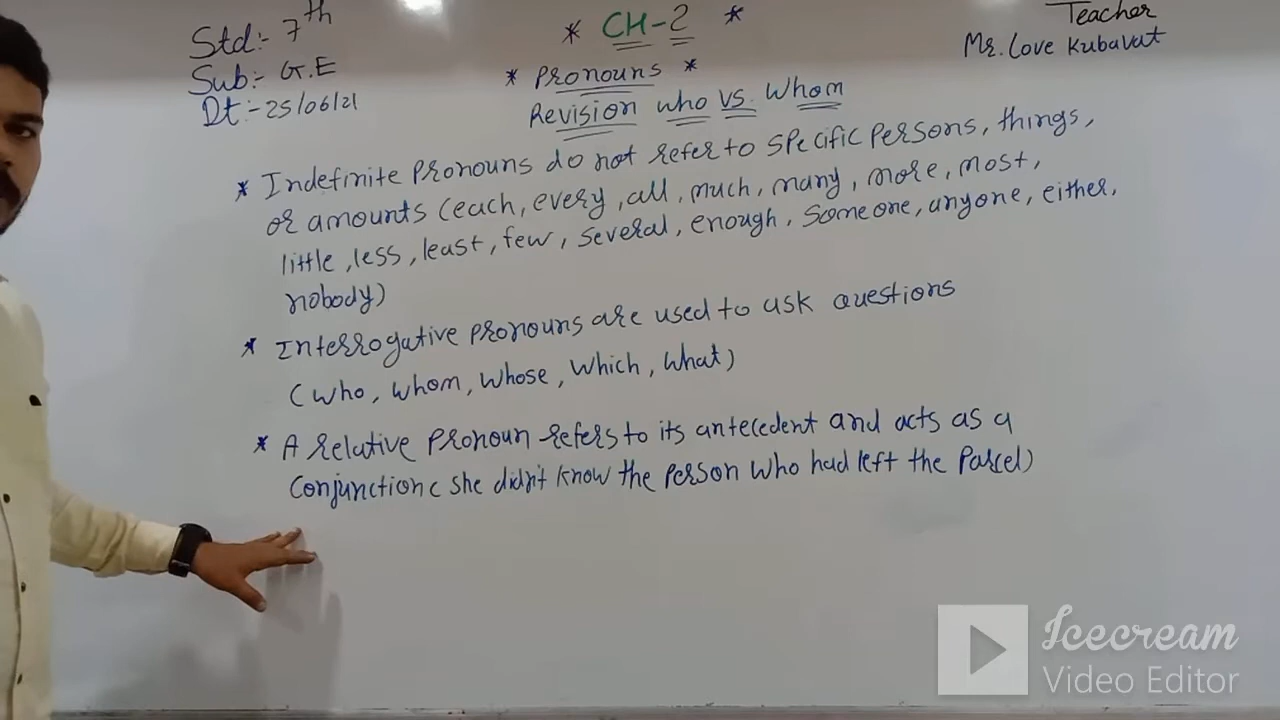 Std:- 7th
Sub:- G.E
Dt:- 25/06/21
* CH-2 *
* Pronouns *
Revision who vs. Whom
Teacher
Mr. Love Kubavat
* Indefinite Pronouns do not refer to specific persons, things,
or amounts (each, every, all, much, many, more, most,
little, less, least, few, several, enough, someone, anyone, either,
nobody)
* Interrogative pronouns are used to ask questions
(who, whom, whose, which, what)
* A relative Pronoun refers to its antecedent and acts as a
Conjunction ( she didn't know the person who had left the parcel)
Icecream
Video Editor